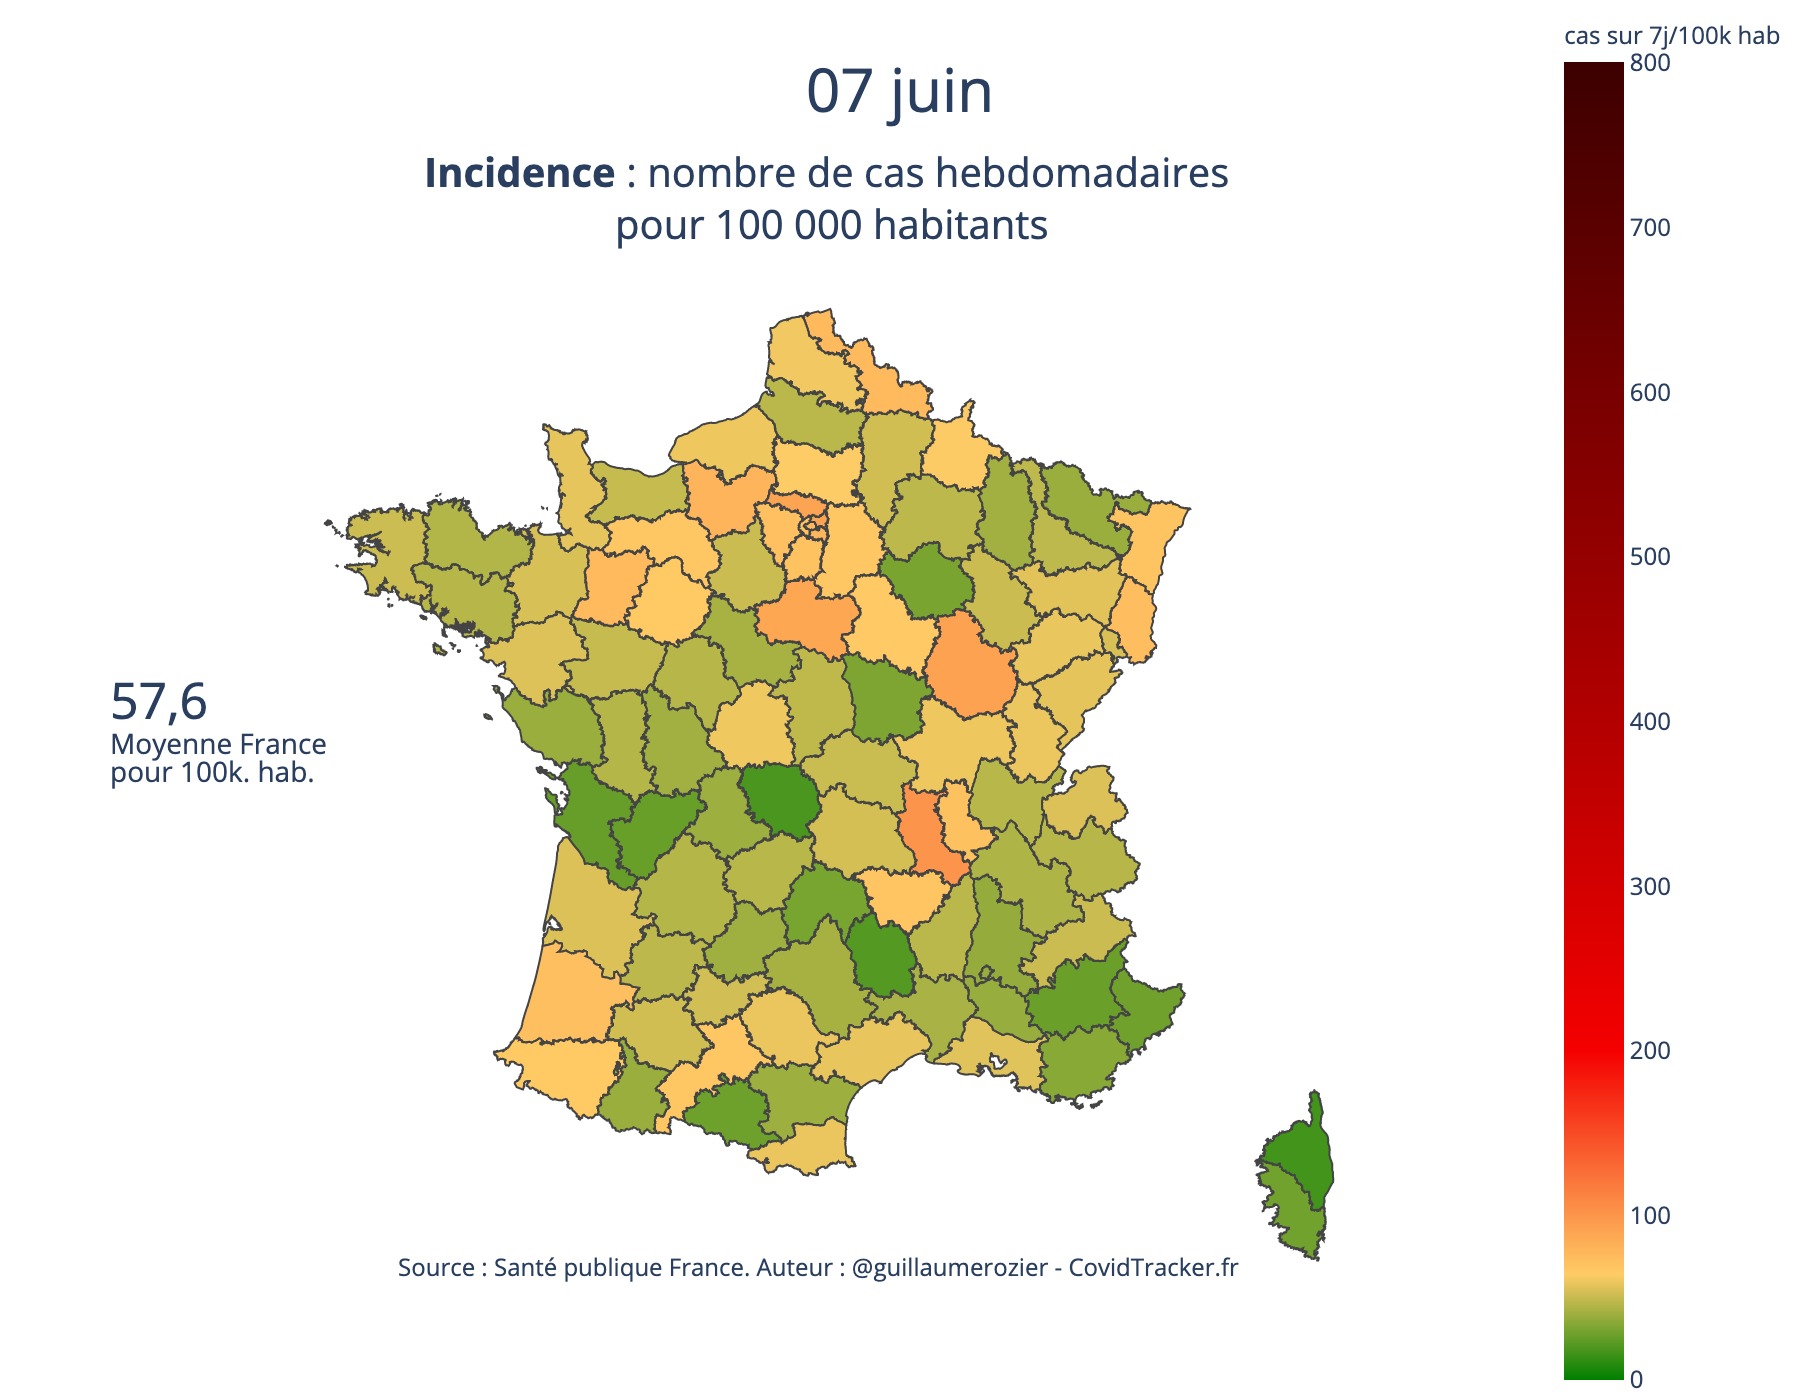 cas sur 7j/100k hab
07 juin
Incidence : nombre de cas hebdomadaires
pour 100 000 habitants
800
700
600
500
400
300
200
100
0
57,6
Moyenne France
pour 100k. hab.
Source : Santé publique France. Auteur : @guillaumerozier - CovidTracker.fr